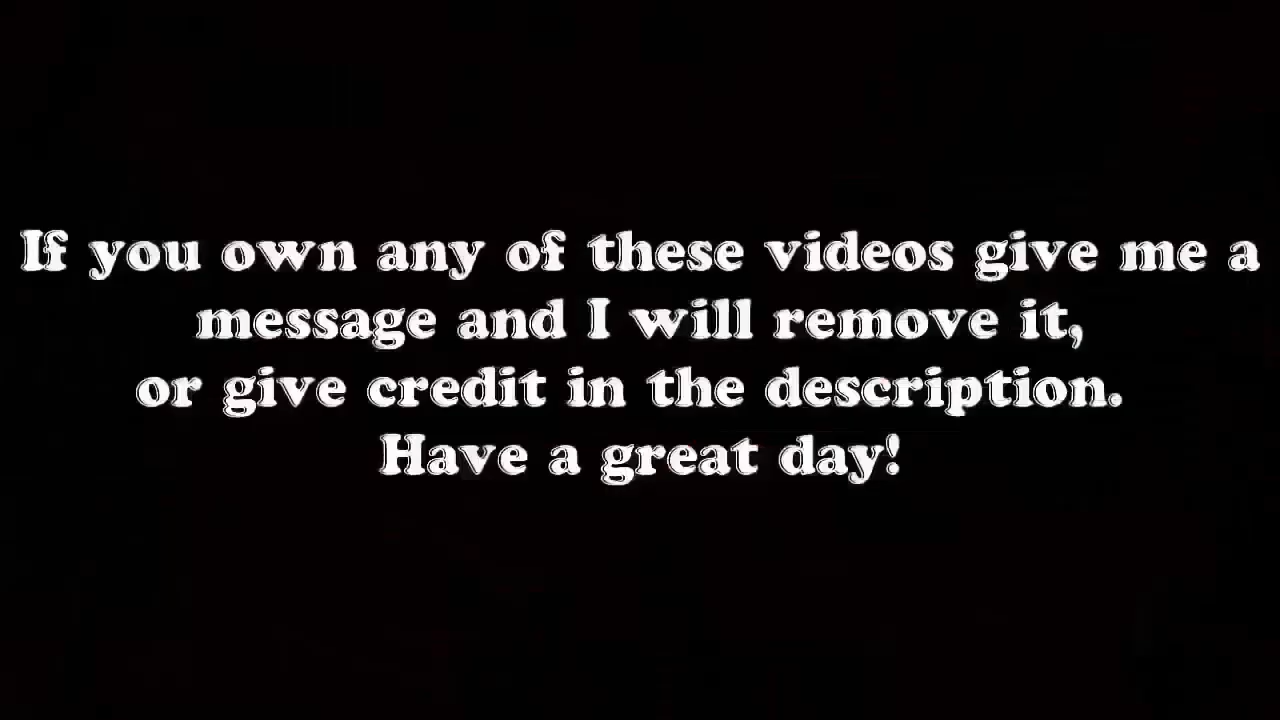 If you own any of these videos give me a
message and I will remove it,
or give credit in the description.
Have a great day!